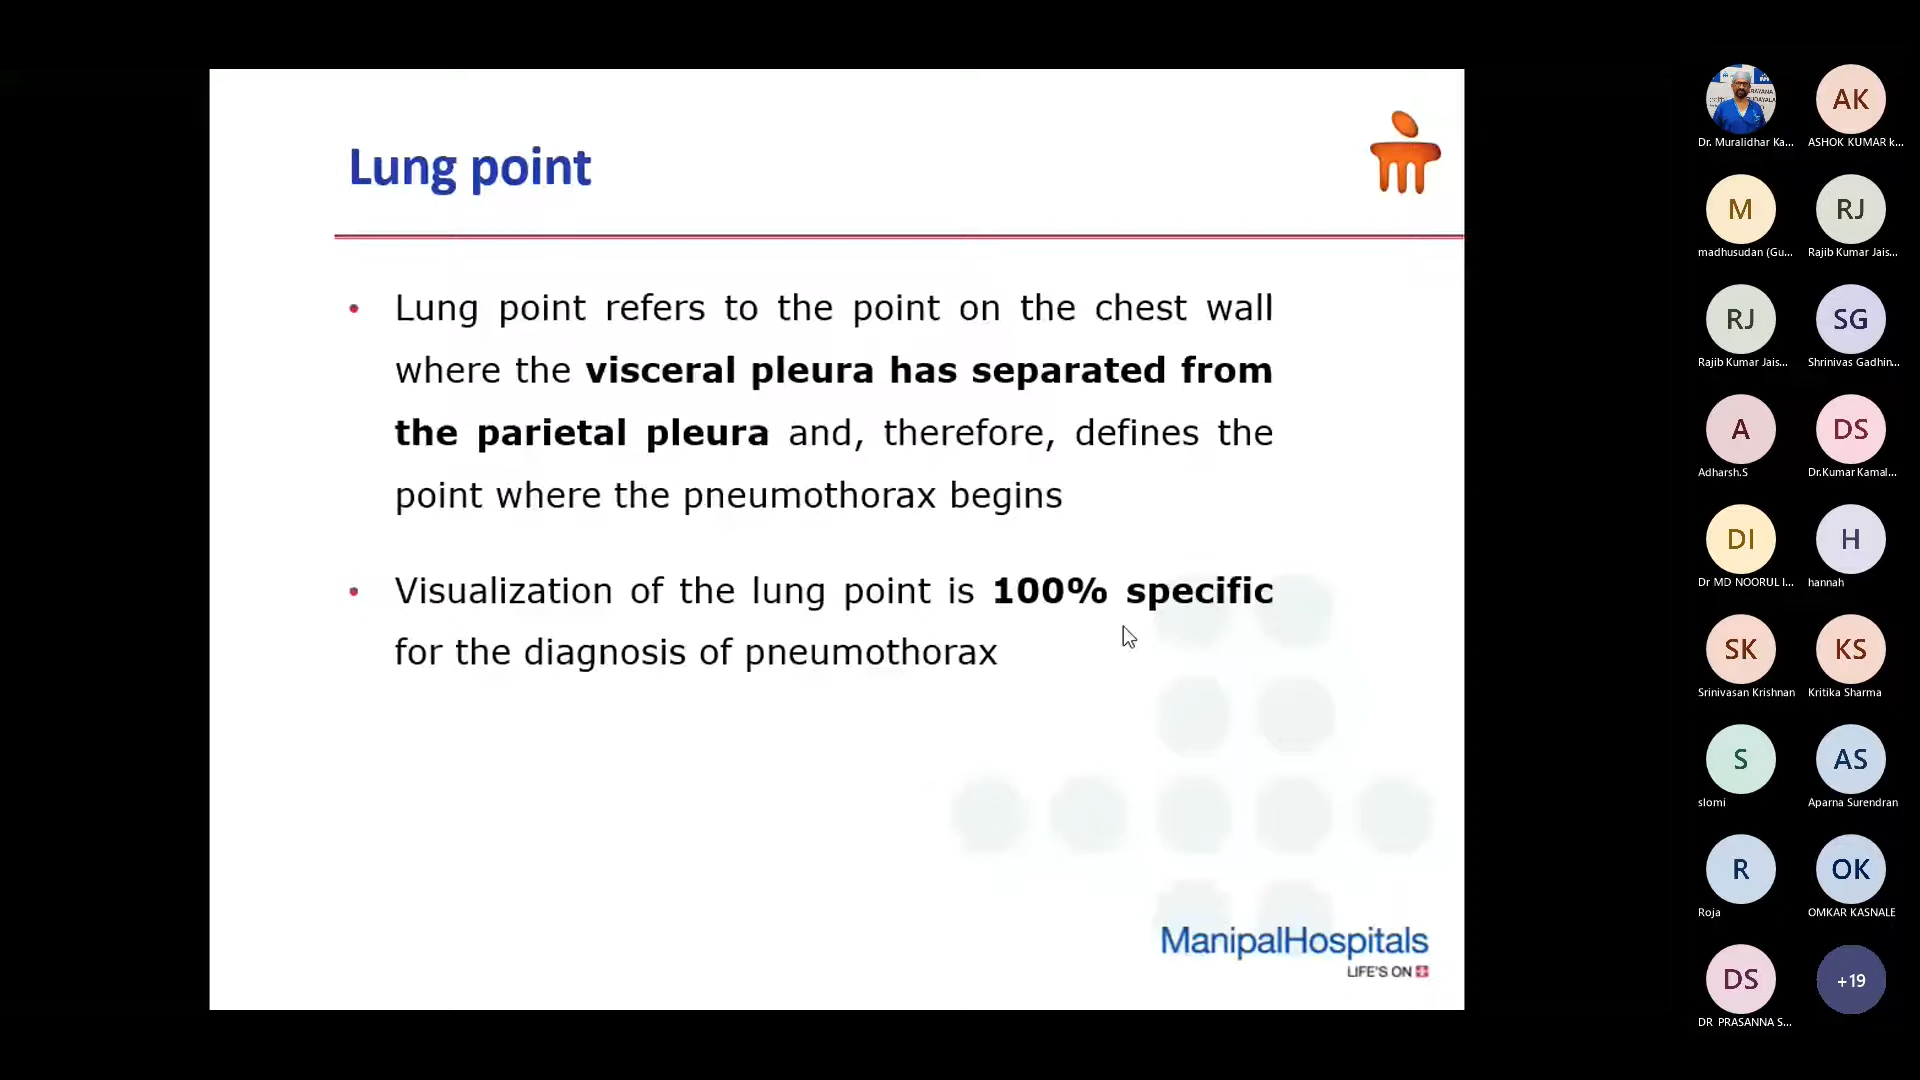 Lung point
Lung point refers to the point on the chest wall
where the visceral pleura has separated from
the parietal pleura and, therefore, defines the
point where the pneumothorax begins
Visualization of the lung point is 100% specific
for the diagnosis of pneumothorax
ManipalHospitals
LIFE'S ON
AK
Dr. Muralidhar Ka...
ASHOK KUMAR k...
M
RJ
madhusudan (Gu...
Rajib Kumar Jais...
RJ
SG
Rajib Kumar Jais...
Shrinivas Gadhin...
A
DS
Adharsh.S
Dr.Kumar Kamal...
DI
H
Dr MD NOORUL I...
hannah
SK
KS
Srinivasan Krishnan
Kritika Sharma
S
AS
slomi
Aparna Surendran
R
OK
Roja
OMKAR KASNALE
DS
+19
DR PRASANNA S...